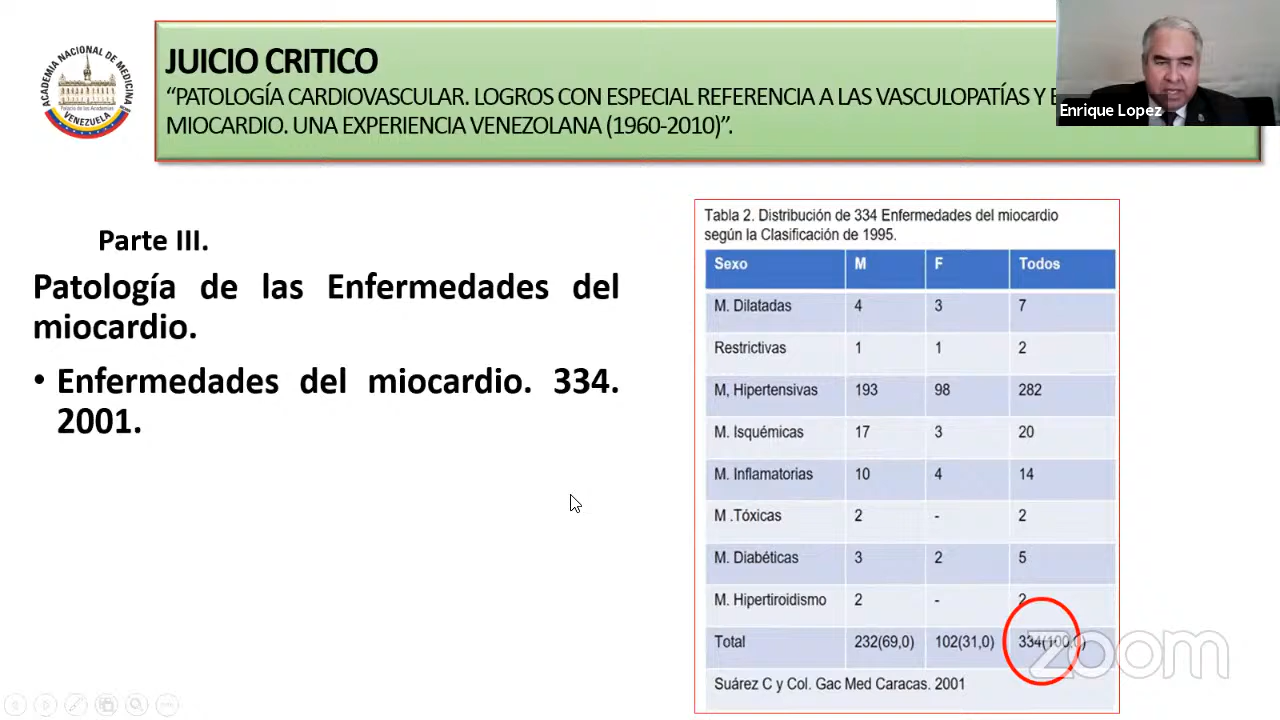 ACADEMIA NACIONAL DE MEDICINA
Palacio de las Academias
VENEZUELA
JUICIO CRITICO
“PATOLOGÍA CARDIOVASCULAR. LOGROS CON ESPECIAL REFERENCIA A LAS VASCULOPATÍAS Y
MIOCARDIO. UNA EXPERIENCIA VENEZOLANA (1960-2010)”.
Enrique Lopez
Parte III.
Patología de las Enfermedades del
miocardio.
• Enfermedades del miocardio. 334.
2001.
Tabla 2. Distribución de 334 Enfermedades del miocardio
según la Clasificación de 1995.
Sexo M F Todos
M. Dilatadas 4 3 7
Restrictivas 1 1 2
M, Hipertensivas 193 98 282
M. Isquémicas 17 3 20
M. Inflamatorias 10 4 14
M .Tóxicas 2 - 2
M. Diabéticas 3 2 5
M. Hipertiroidismo 2 - 2
Total 232(69,0) 102(31,0) 334(100,0)
Suárez C y Col. Gac Med Caracas. 2001
zoom